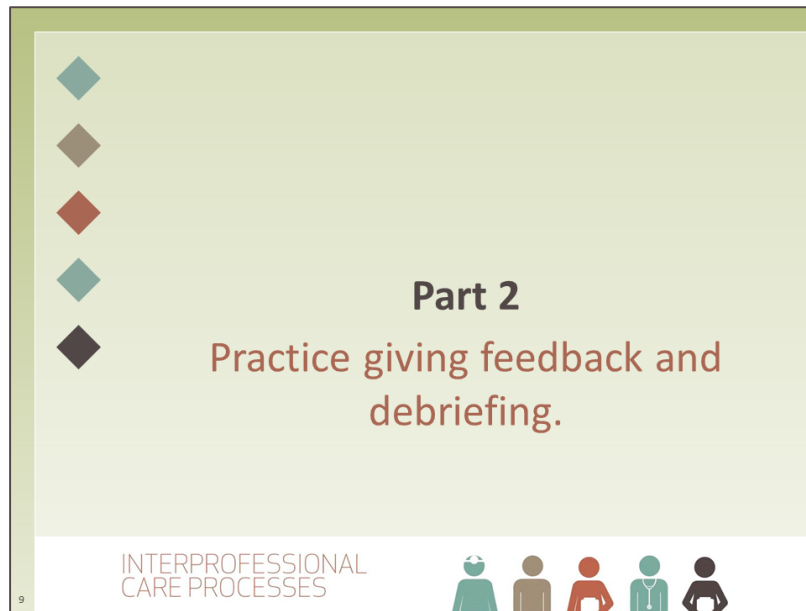 Part 2
Practice giving feedback and
debriefing.
INTERPROFESSIONAL
CARE PROCESSES
9